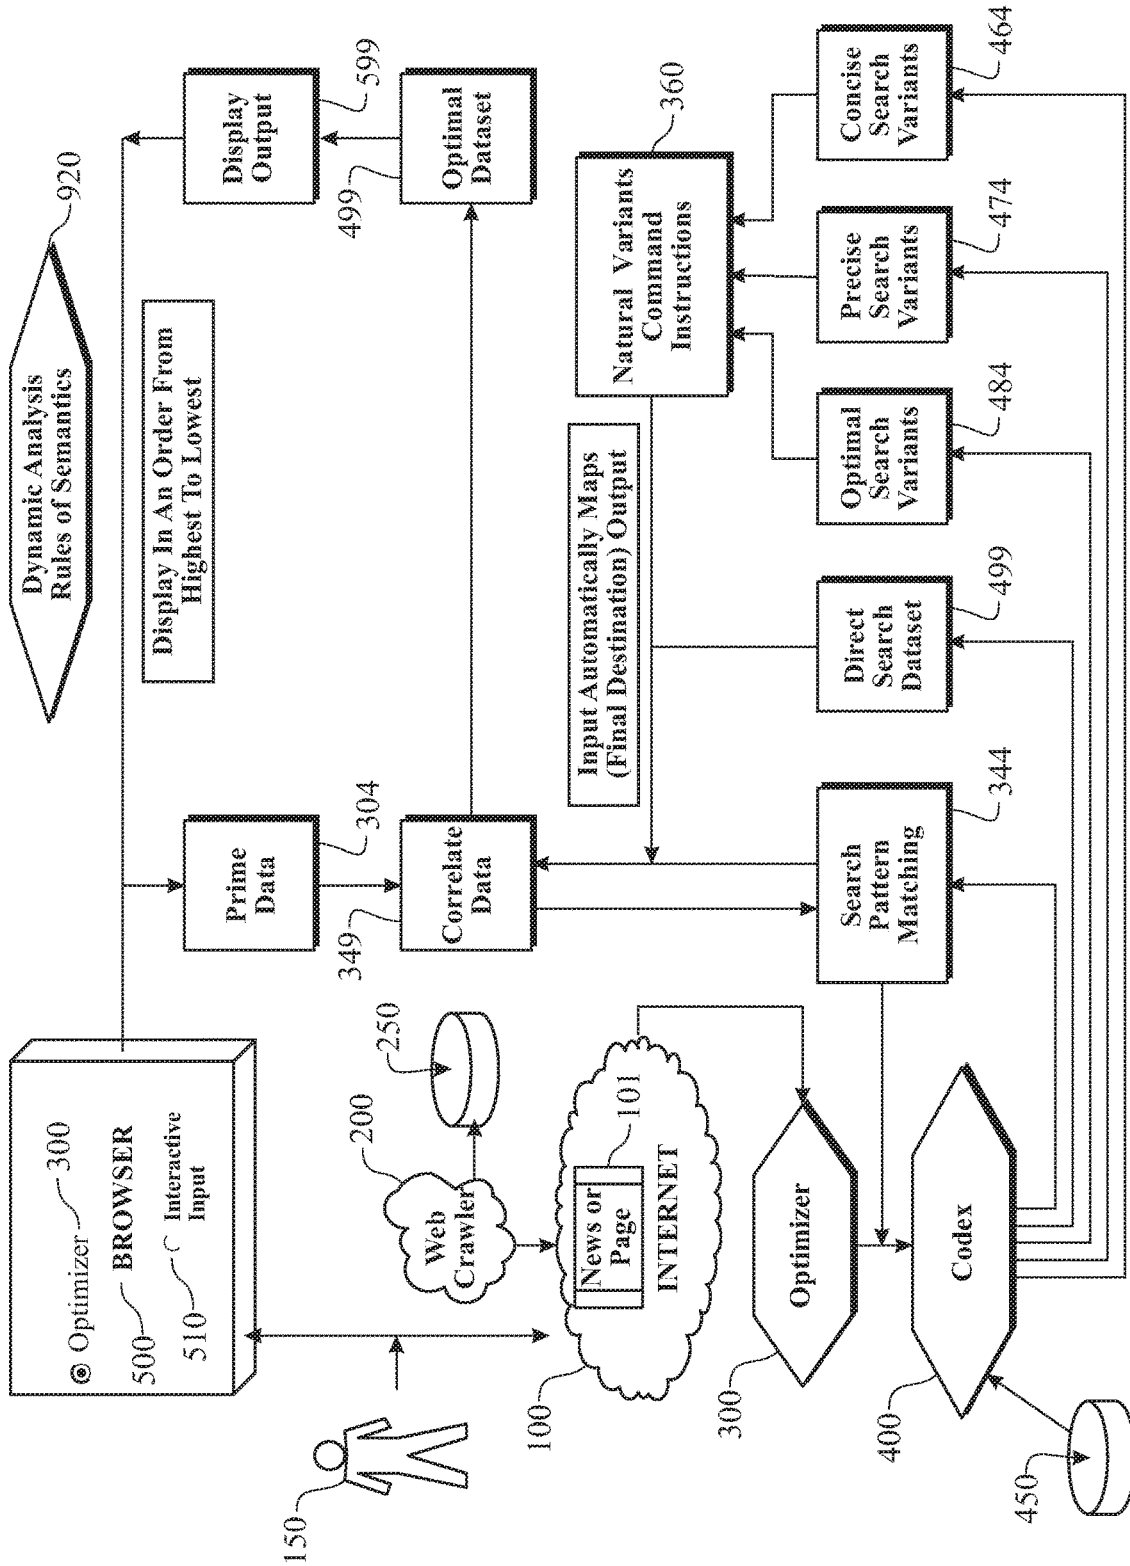 Dynamic Analysis
Rules of Semantics
920
Optimizer
300
BROWSER
500
Interactive
Input
510
Display In An Order From
Highest To Lowest
Prime
Data
304
Display
Output
599
150
Web
Crawler
200
250
Correlate
Data
349
Optimal
Dataset
499
News or
Page
101
INTERNET
100
Input Automatically Maps
(Final Destination) Output
Natural Variants
Command
Instructions
360
Optimizer
300
Search
Pattern
Matching
344
Direct
Search
Dataset
499
Optimal
Search
Variants
484
Precise
Search
Variants
474
Concise
Search
Variants
464
Codex
400
450